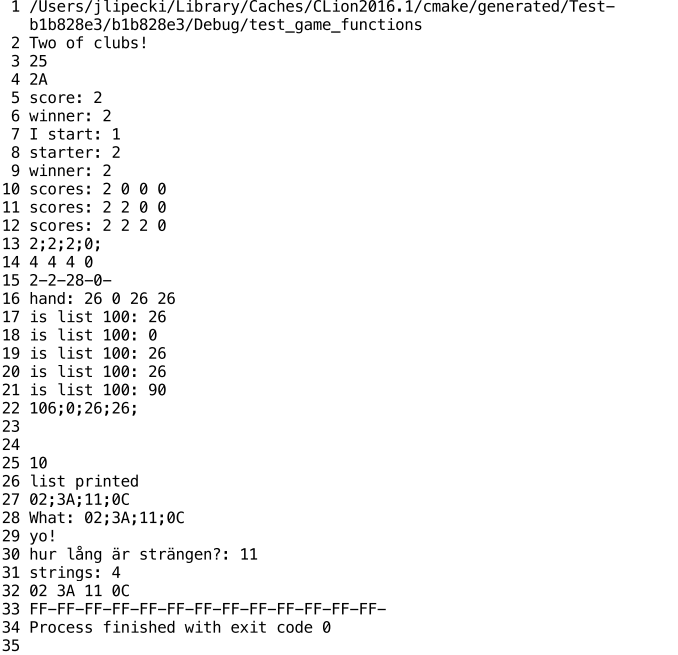 1 /Users/jlipecki/Library/Caches/CLion2016.1/cmake/generated/Test-
b1b828e3/b1b828e3/Debug/test_game_functions
2 Two of clubs!
3 25
4 2A
5 score: 2
6 winner: 2
7 I start: 1
8 starter: 2
9 winner: 2
10 scores: 2 0 0 0
11 scores: 2 2 0 0
12 scores: 2 2 2 0
13 2;2;2;0;
14 4 4 4 0
15 2-2-28-0-
16 hand: 26 0 26 26
17 is list 100: 26
18 is list 100: 0
19 is list 100: 26
20 is list 100: 26
21 is list 100: 90
22 106;0;26;26;
23
24
25 10
26 list printed
27 02;3A;11;0C
28 What: 02;3A;11;0C
29 yo!
30 hur lång är strängen?: 11
31 strings: 4
32 02 3A 11 0C
33 FF-FF-FF-FF-FF-FF-FF-FF-FF-FF-FF-FF-FF-
34 Process finished with exit code 0
35